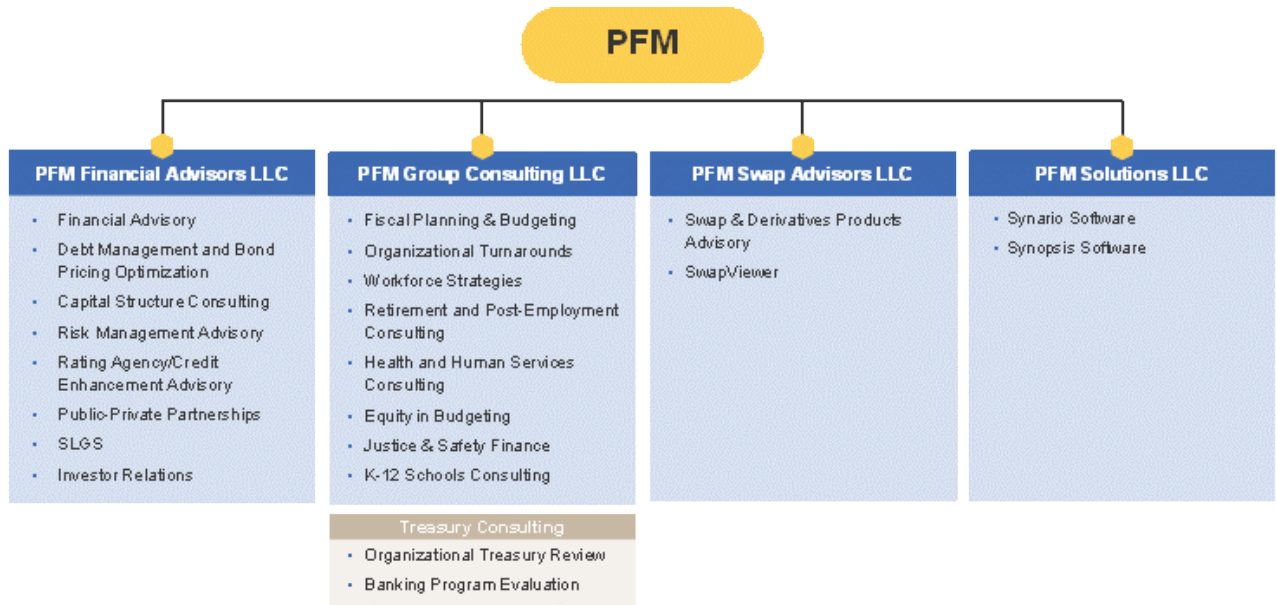 PFM
PFM Financial Advisors LLC
• Financial Advisory
• Debt Management and Bond
Pricing Optimization
• Capital Structure Consulting
• Risk Management Advisory
• Rating Agency/Credit
Enhancement Advisory
• Public-Private Partnerships
• SLGS
• Investor Relations
PFM Group Consulting LLC
• Fiscal Planning & Budgeting
• Organizational Turnarounds
• Workforce Strategies
• Retirement and Post-Employment
Consulting
• Health and Human Services
Consulting
• Equity in Budgeting
• Justice & Safety Finance
• K-12 Schools Consulting
Treasury Consulting
• Organizational Treasury Review
• Banking Program Evaluation
PFM Swap Advisors LLC
• Swap & Derivatives Products
Advisory
• SwapViewer
PFM Solutions LLC
• Synario Software
• Synopsis Software